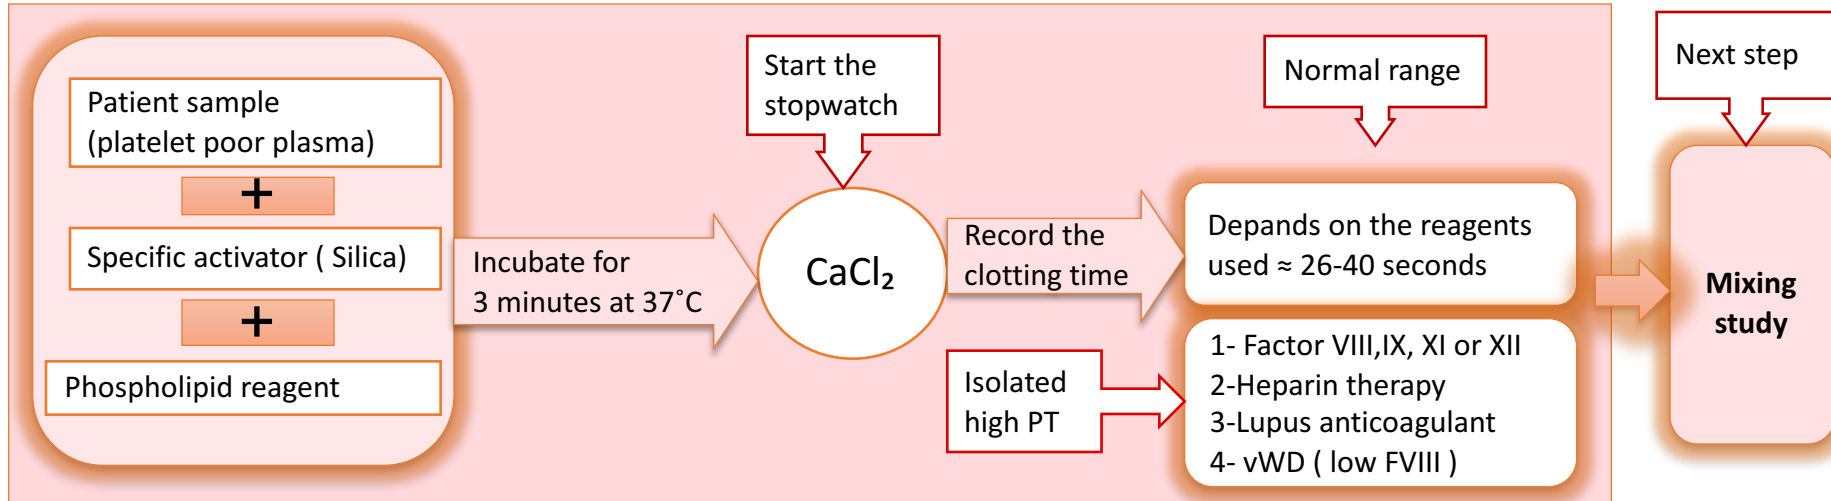 Patient sample
(platelet poor plasma)
+
Specific activator ( Silica)
+
Phospholipid reagent
Incubate for
3 minutes at 37˚C
Start the
stopwatch
CaCl₂
Record the
clotting time
Normal range
Depands on the reagents
used ≈ 26-40 seconds
Isolated
high PT
1- Factor VIII,IX, XI or XII
2-Heparin therapy
3-Lupus anticoagulant
4- vWD ( low FVIII )
Next step
Mixing
study